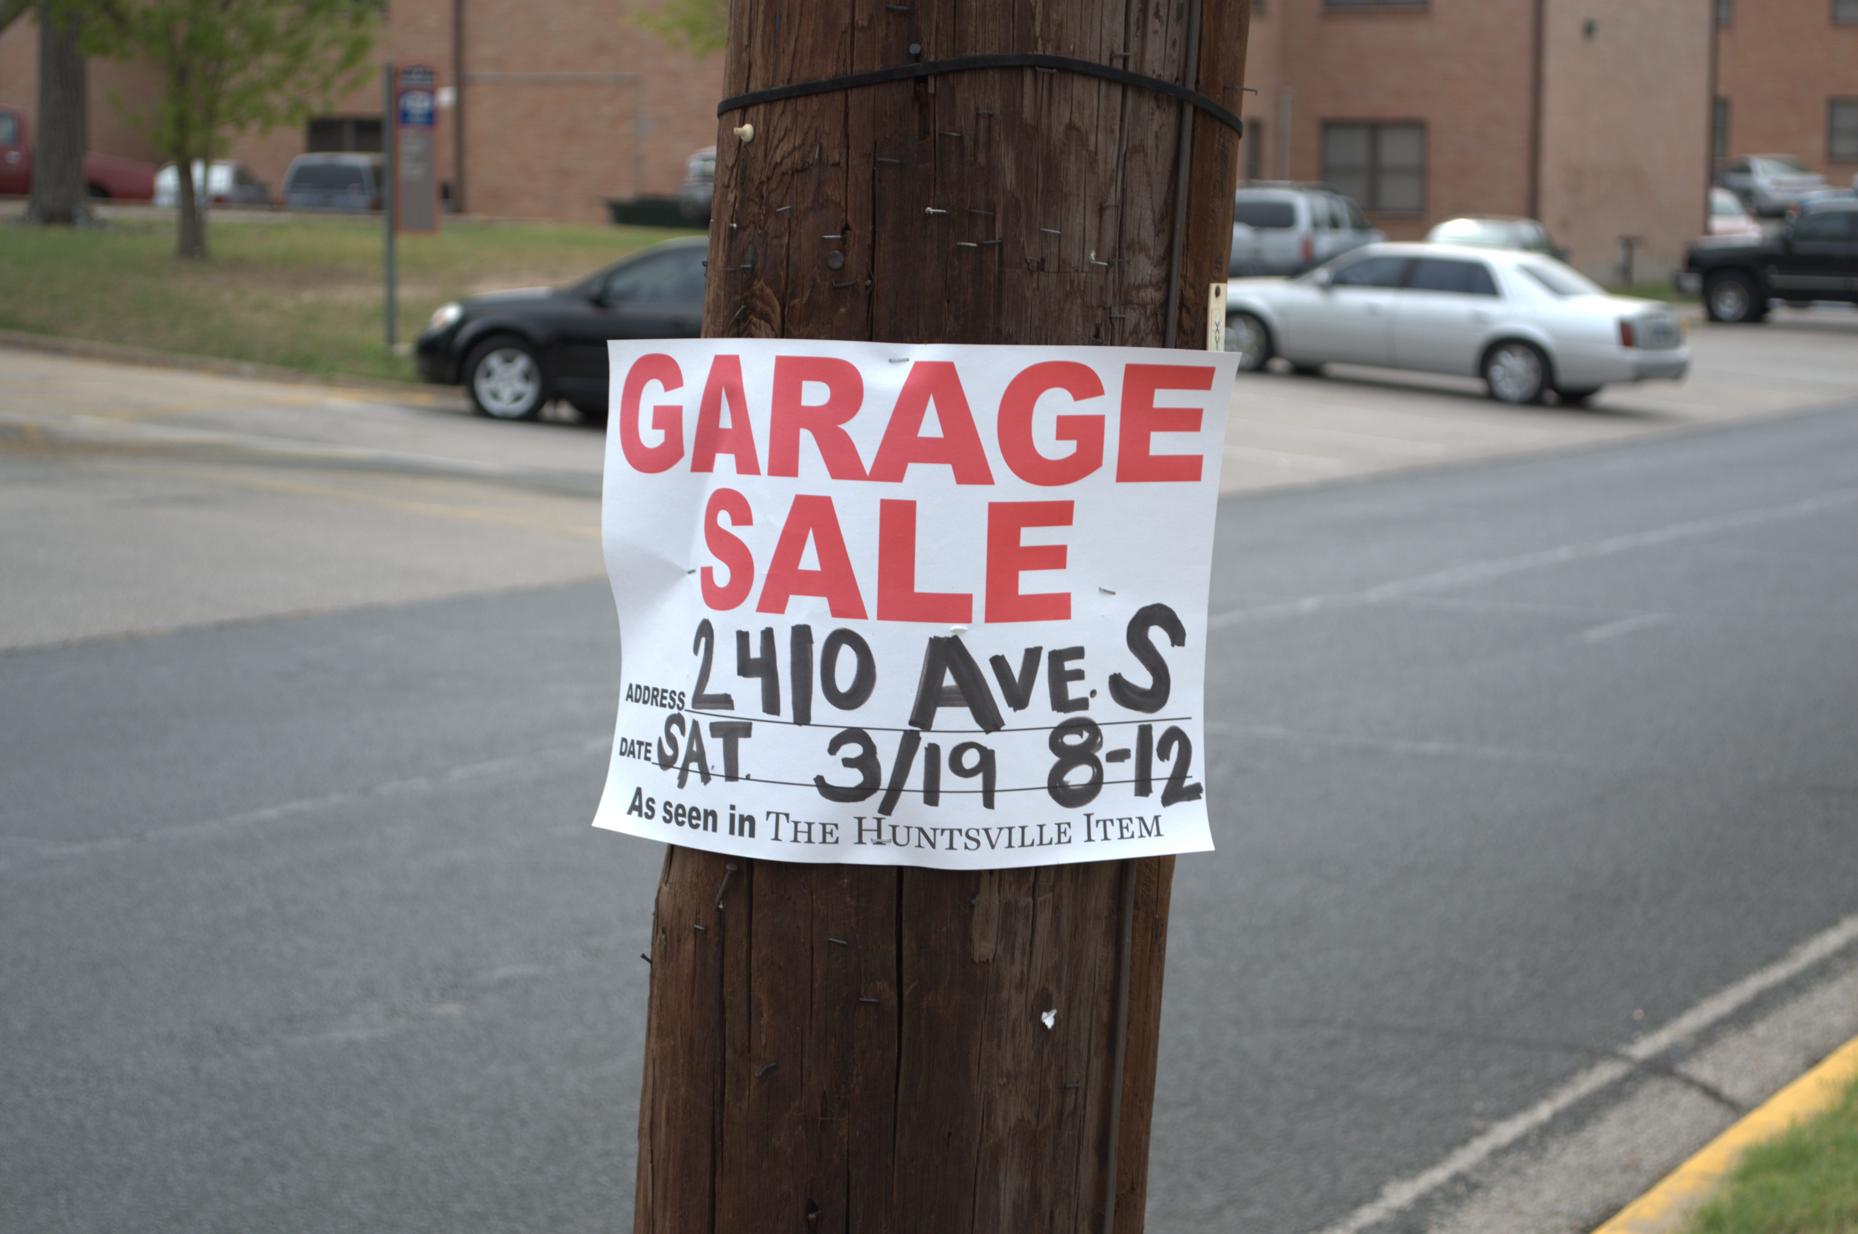 GARAGE
SALE
ADDRESS 2410 AVE. S
DATE SAT. 3/19 8-12
As seen in THE HUNTSVILLE ITEM